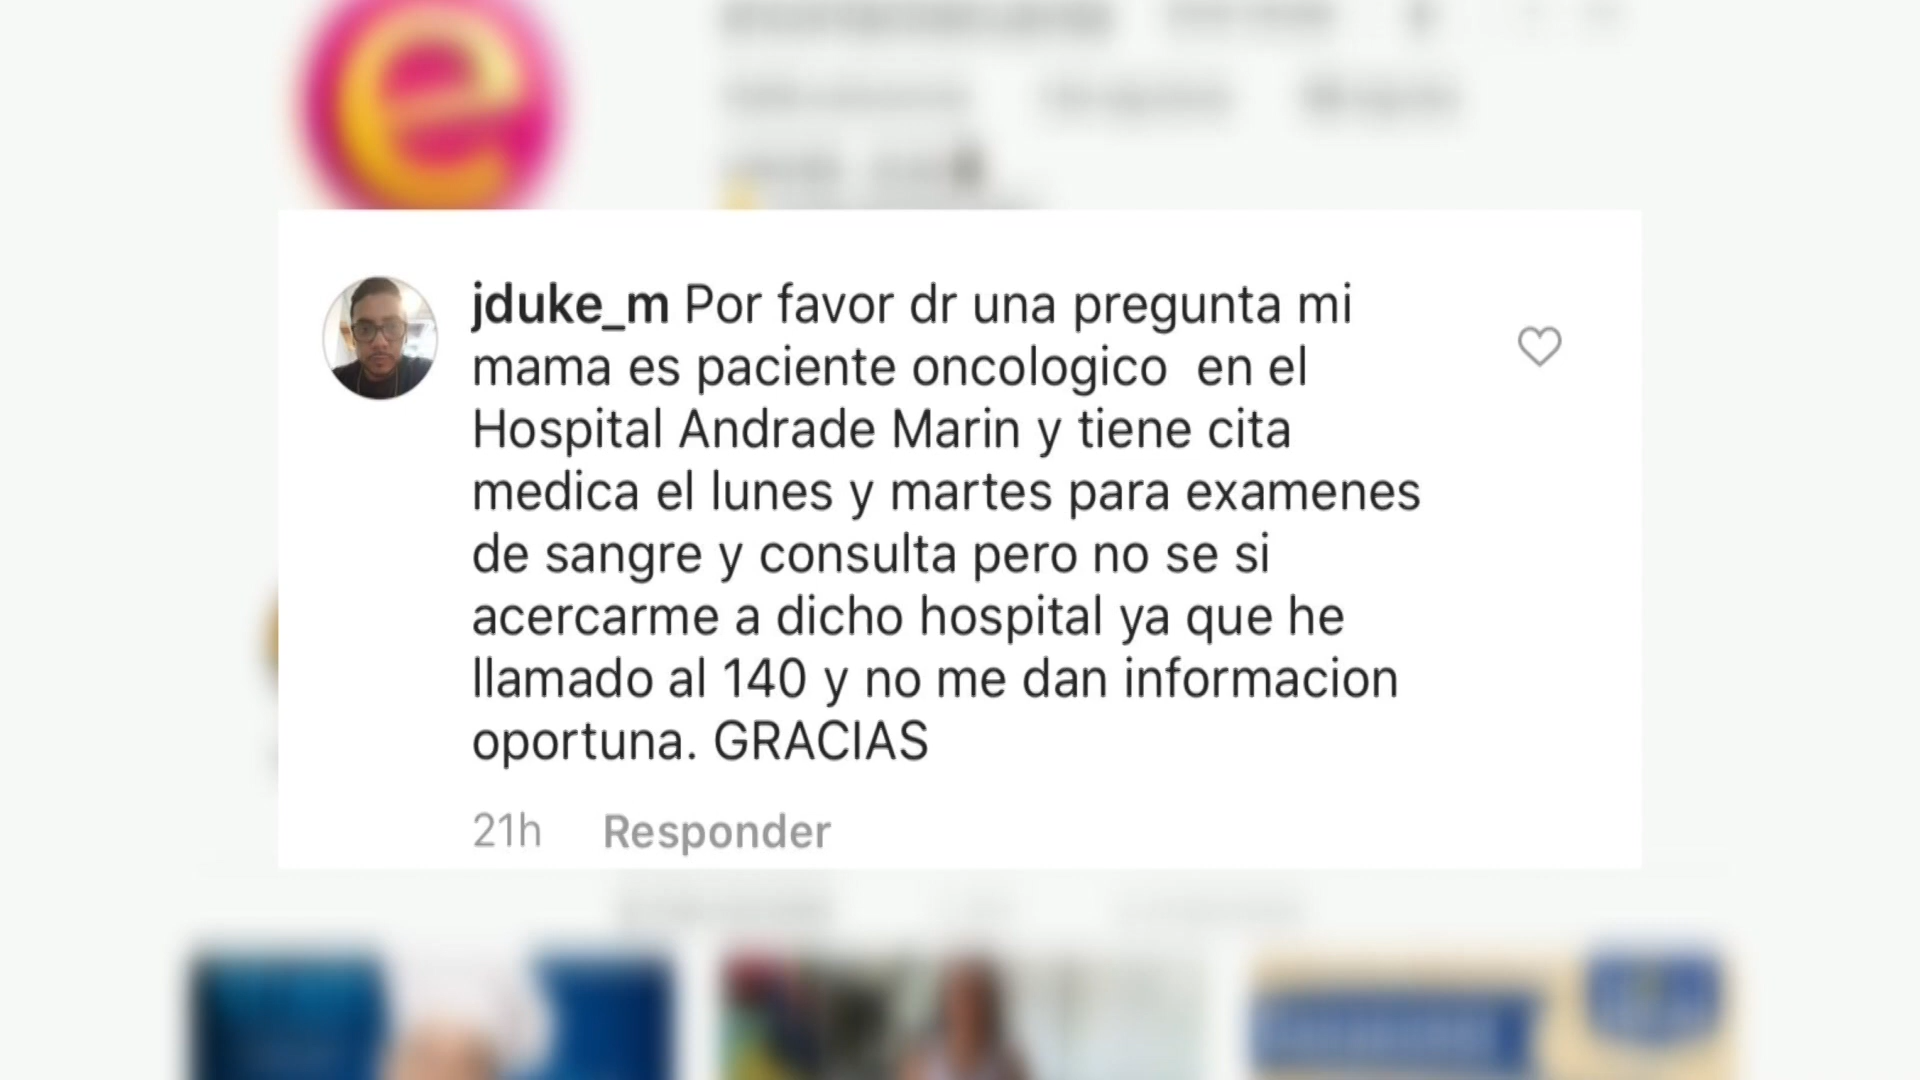 e
jduke_m Por favor dr una pregunta mi
mama es paciente oncologico  en el
Hospital Andrade Marin y tiene cita
medica el lunes y martes para examenes
de sangre y consulta pero no se si
acercarme a dicho hospital ya que he
llamado al 140 y no me dan informacion
oportuna. GRACIAS
21h Responder